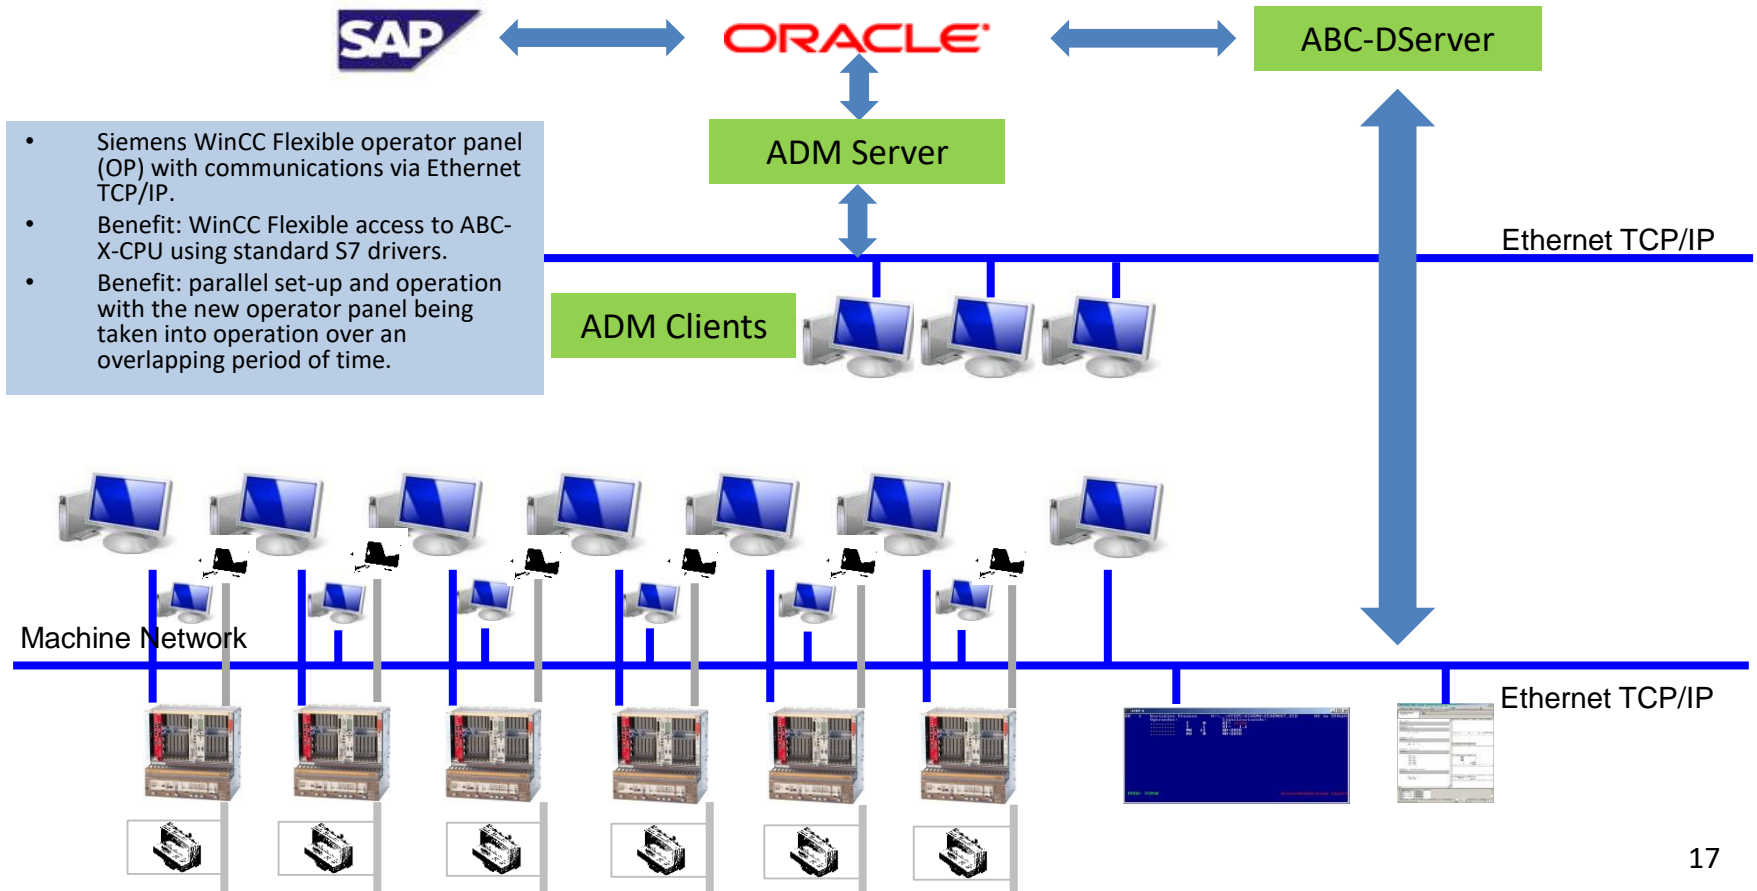 SAP
ORACLE
ABC-DServer
ADM Server
• Siemens WinCC Flexible operator panel
(OP) with communications via Ethernet
TCP/IP.
• Benefit: WinCC Flexible access to ABC-
X-CPU using standard S7 drivers.
• Benefit: parallel set-up and operation
with the new operator panel being
taken into operation over an
overlapping period of time.
Ethernet TCP/IP
ADM Clients
Machine Network
Ethernet TCP/IP
17